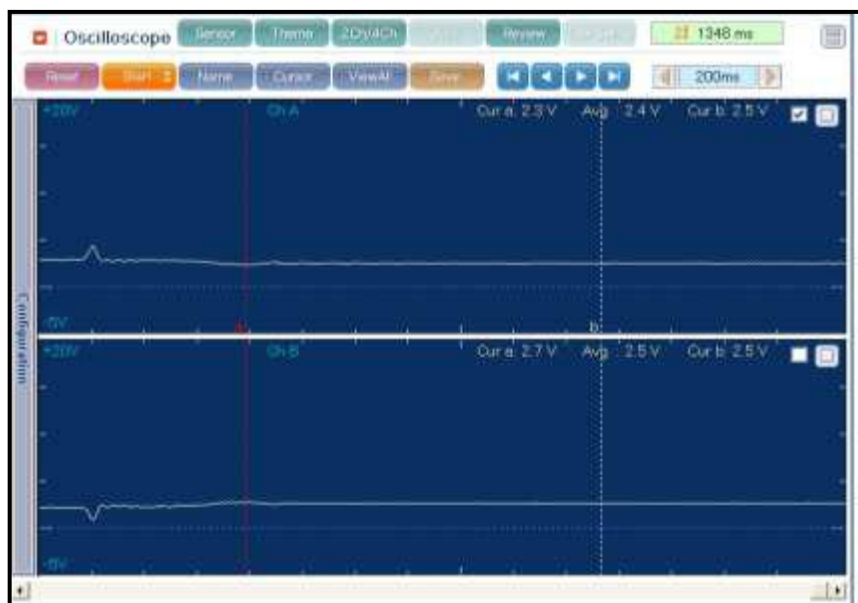 Oscilloscope Sensor Theme 2Ch/4Ch Review 1348 ms
Reset Start Name Cursor ViewAll Save 200ms
+20V Ch A Cur a: 2.3 V Avg : 2.4 V Cur b: 2.5 V
Configuration
a b
-5V
+20V Ch B Cur a: 2.7 V Avg : 2.5 V Cur b: 2.5 V
-5V